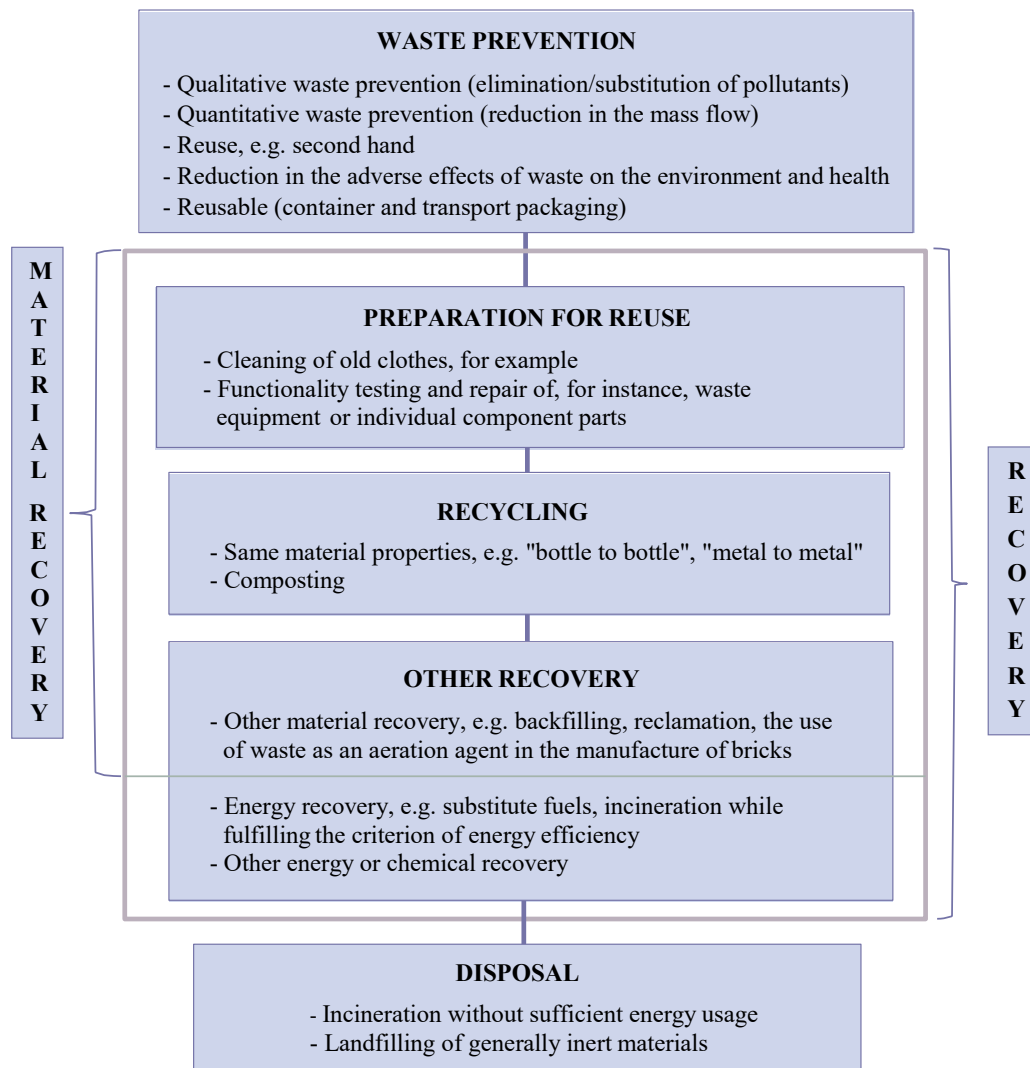 WASTE PREVENTION
- Qualitative waste prevention (elimination/substitution of pollutants)
- Quantitative waste prevention (reduction in the mass flow)
- Reuse, e.g. second hand
- Reduction in the adverse effects of waste on the environment and health
- Reusable (container and transport packaging)
MATERIAL RECOVERY
PREPARATION FOR REUSE
- Cleaning of old clothes, for example
- Functionality testing and repair of, for instance, waste
equipment or individual component parts
RECYCLING
- Same material properties, e.g. "bottle to bottle", "metal to metal"
- Composting
OTHER RECOVERY
- Other material recovery, e.g. backfilling, reclamation, the use
of waste as an aeration agent in the manufacture of bricks
- Energy recovery, e.g. substitute fuels, incineration while
fulfilling the criterion of energy efficiency
- Other energy or chemical recovery
RECOVERY
DISPOSAL
- Incineration without sufficient energy usage
- Landfilling of generally inert materials